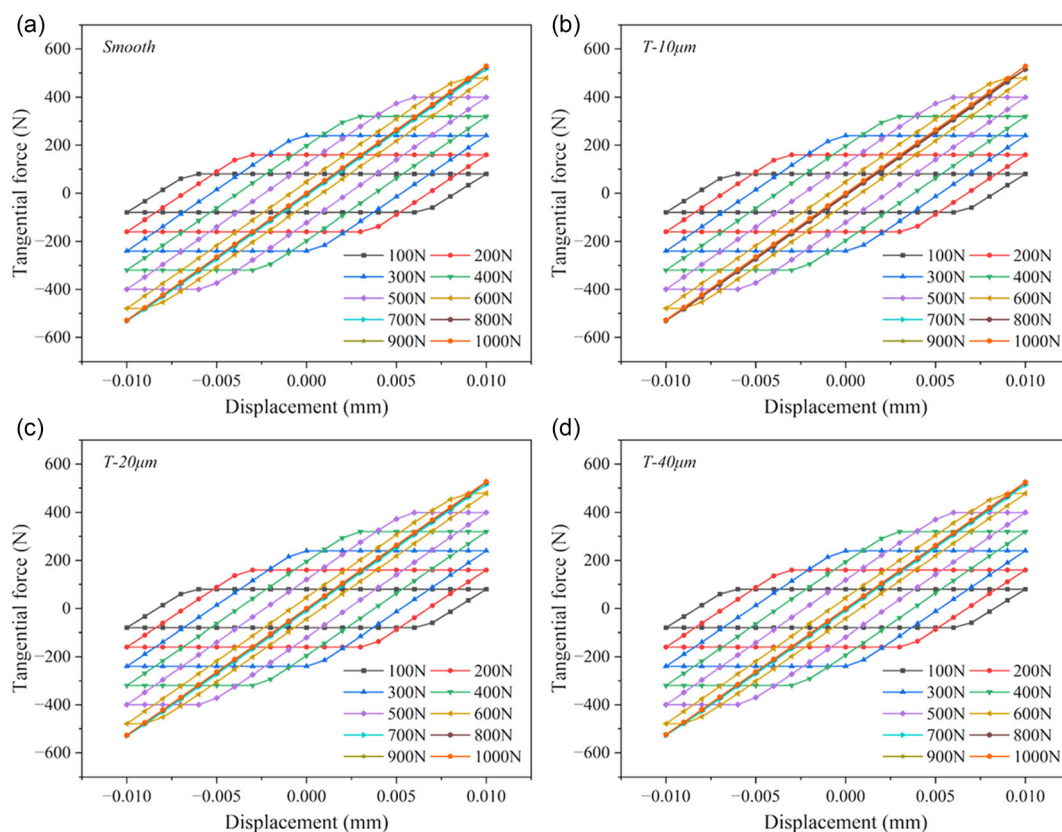 (a)
Smooth
600
400
200
0
−200
−400
−600
Tangential force (N)
100N 200N
300N 400N
500N 600N
700N 800N
900N 1000N
−0.010 −0.005 0.000 0.005 0.010
Displacement (mm)
(b)
T-10μm
600
400
200
0
−200
−400
−600
Tangential force (N)
100N 200N
300N 400N
500N 600N
700N 800N
900N 1000N
−0.010 −0.005 0.000 0.005 0.010
Displacement (mm)
(c)
T-20μm
600
400
200
0
−200
−400
−600
Tangential force (N)
100N 200N
300N 400N
500N 600N
700N 800N
900N 1000N
−0.010 −0.005 0.000 0.005 0.010
Displacement (mm)
(d)
T-40μm
600
400
200
0
−200
−400
−600
Tangential force (N)
100N 200N
300N 400N
500N 600N
700N 800N
900N 1000N
−0.010 −0.005 0.000 0.005 0.010
Displacement (mm)